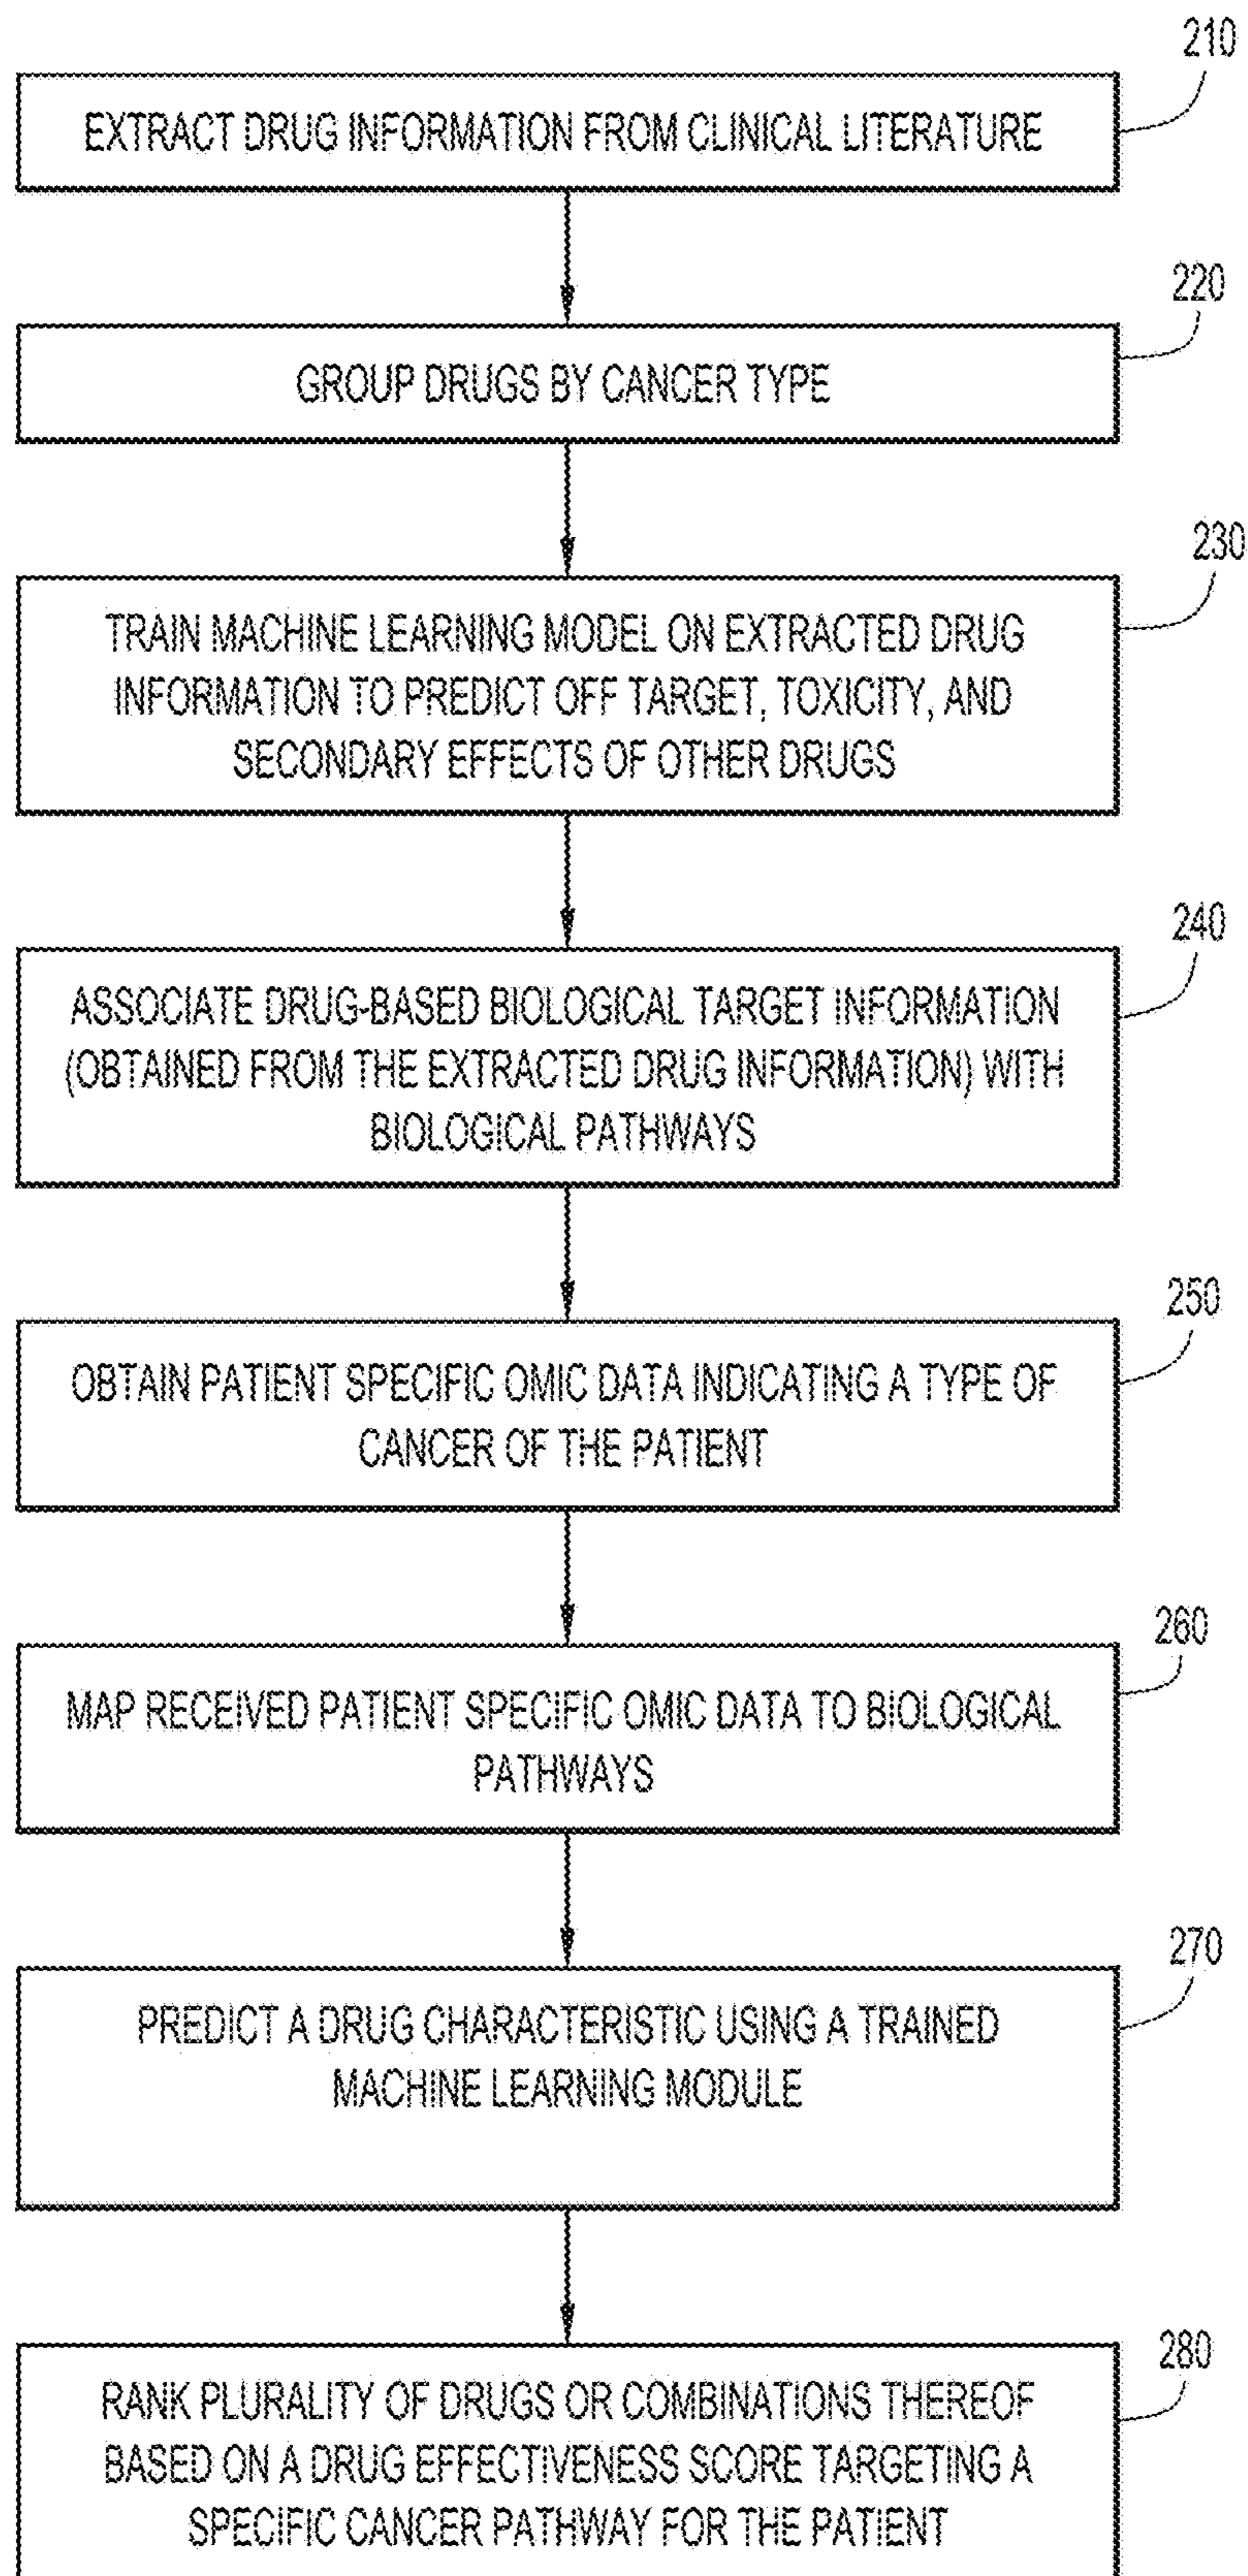 210
EXTRACT DRUG INFORMATION FROM CLINICAL LITERATURE
220
GROUP DRUGS BY CANCER TYPE
230
TRAIN MACHINE LEARNING MODEL ON EXTRACTED DRUG
INFORMATION TO PREDICT OFF TARGET, TOXICITY, AND
SECONDARY EFFECTS OF OTHER DRUGS
240
ASSOCIATE DRUG-BASED BIOLOGICAL TARGET INFORMATION
(OBTAINED FROM THE EXTRACTED DRUG INFORMATION) WITH
BIOLOGICAL PATHWAYS
250
OBTAIN PATIENT SPECIFIC OMIC DATA INDICATING A TYPE OF
CANCER OF THE PATIENT
260
MAP RECEIVED PATIENT SPECIFIC OMIC DATA TO BIOLOGICAL
PATHWAYS
270
PREDICT A DRUG CHARACTERISTIC USING A TRAINED
MACHINE LEARNING MODULE
280
RANK PLURALITY OF DRUGS OR COMBINATIONS THEREOF
BASED ON A DRUG EFFECTIVENESS SCORE TARGETING A
SPECIFIC CANCER PATHWAY FOR THE PATIENT